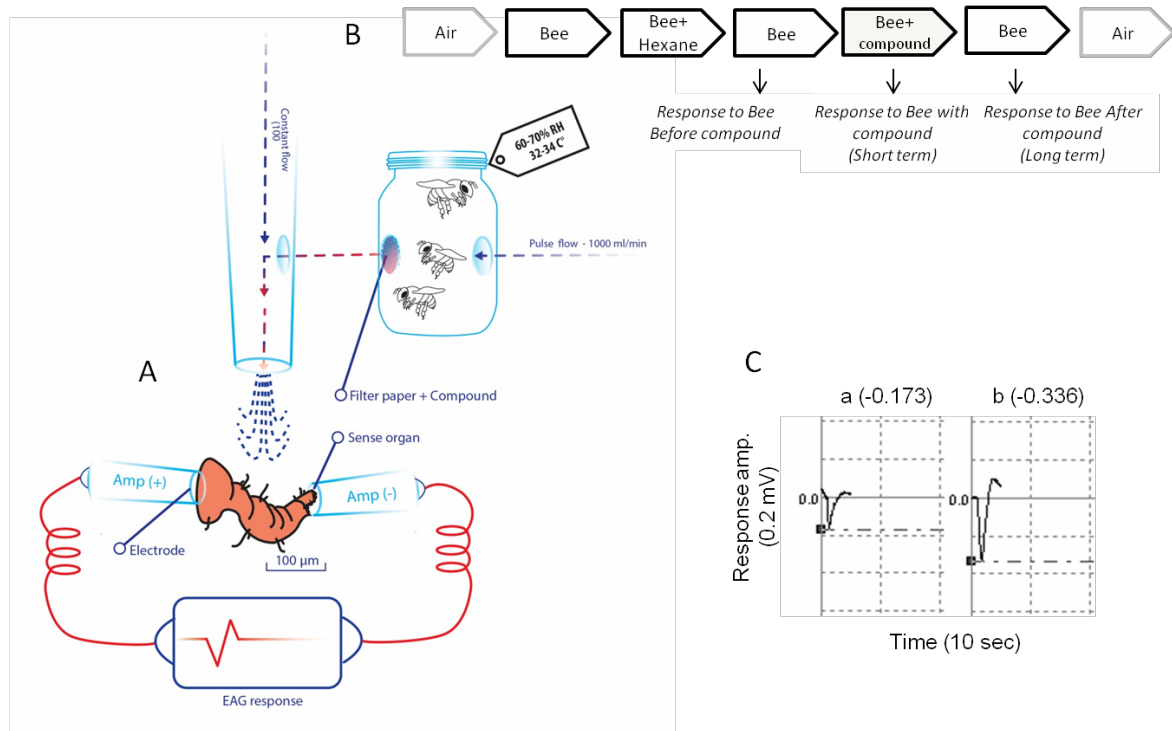 B
Air
Bee
Bee+
Hexane
Bee
Bee+
compound
Bee
Air
Response to Bee
Before compound
Response to Bee with
compound
(Short term)
Response to Bee After
compound
(Long term)
Constant flow
(100
60-70% RH
32-34 C°
Pulse flow - 1000 ml/min
A
Filter paper + Compound
Sense organ
Amp (+)
Amp (-)
Electrode
100 µm
EAG response
C
a (-0.173)
b (-0.336)
Response amp.
(0.2 mV)
0.0
0.0
Time (10 sec)